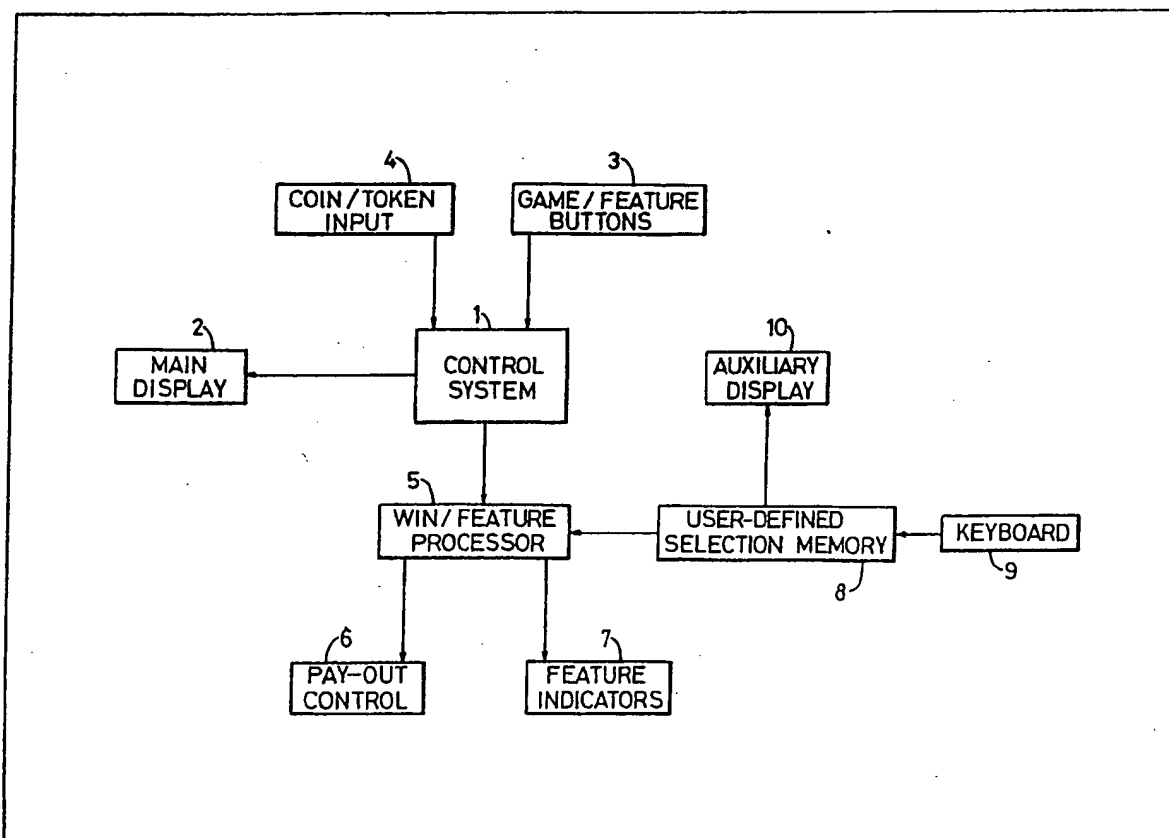 4
COIN/TOKEN
INPUT
3
GAME/FEATURE
BUTTONS
2
MAIN
DISPLAY
1
CONTROL
SYSTEM
10
AUXILIARY
DISPLAY
5
WIN/FEATURE
PROCESSOR
USER-DEFINED
SELECTION MEMORY
8
KEYBOARD
9
6
PAY-OUT
CONTROL
7
FEATURE
INDICATORS